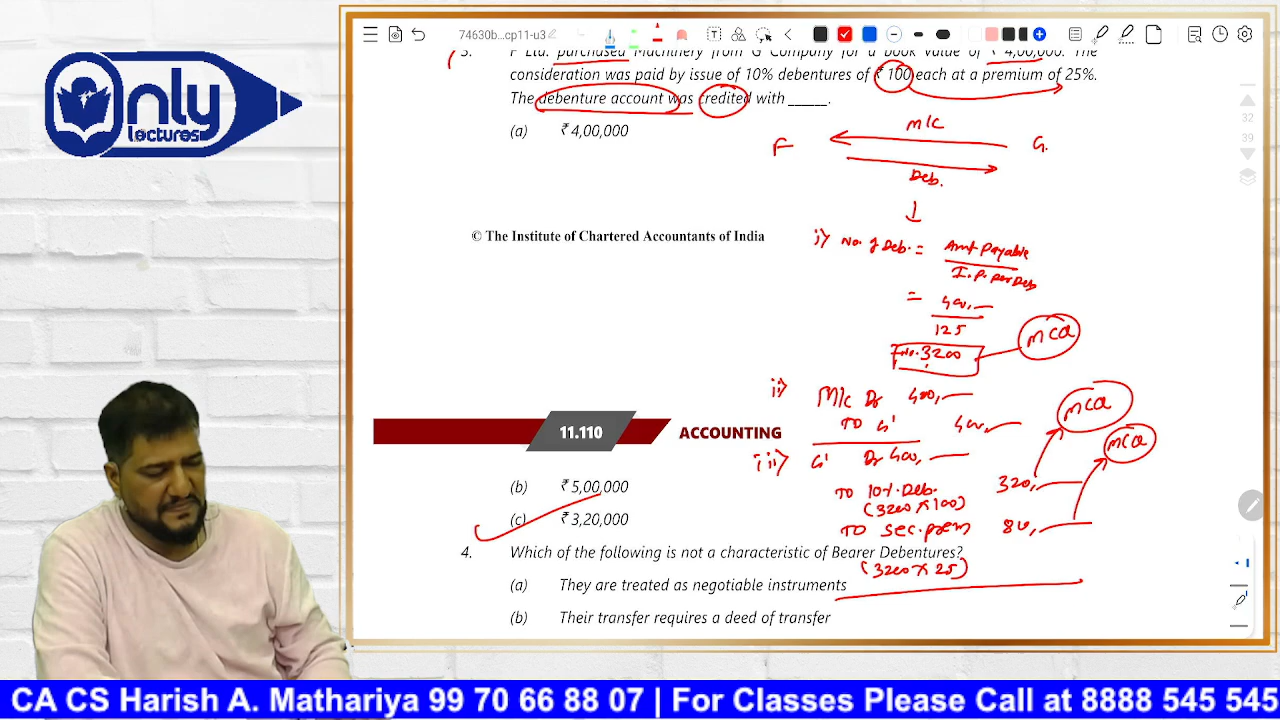 Only
lectures
74630b...cp11-u3
3. F Ltd. purchased Machinery from G Company for a book value of ₹ 4,00,000. The
consideration was paid by issue of 10% debentures of ₹ 100 each at a premium of 25%.
The debenture account was credited with _____.
(a) ₹ 4,00,000
F
M/c
G.
Deb.
© The Institute of Chartered Accountants of India
i) No. of Deb. = Amt Payable
I.P. per Deb
= 400,—
125
3200
MCQ
ii) M/c Dr 400,—
To G' 400,—
MCQ
11.110 ACCOUNTING
MCQ
iii) G' Dr 400,—
(b) ₹ 5,00,000
To 10% Deb. 320,—
(3200 x 100)
(c) ₹ 3,20,000
To sec. prem 80,—
4. Which of the following is not a characteristic of Bearer Debentures?
(3200 x 25)
(a) They are treated as negotiable instruments
(b) Their transfer requires a deed of transfer
32
39
CA CS Harish A. Mathariya 99 70 66 88 07 | For Classes Please Call at 8888 545 545